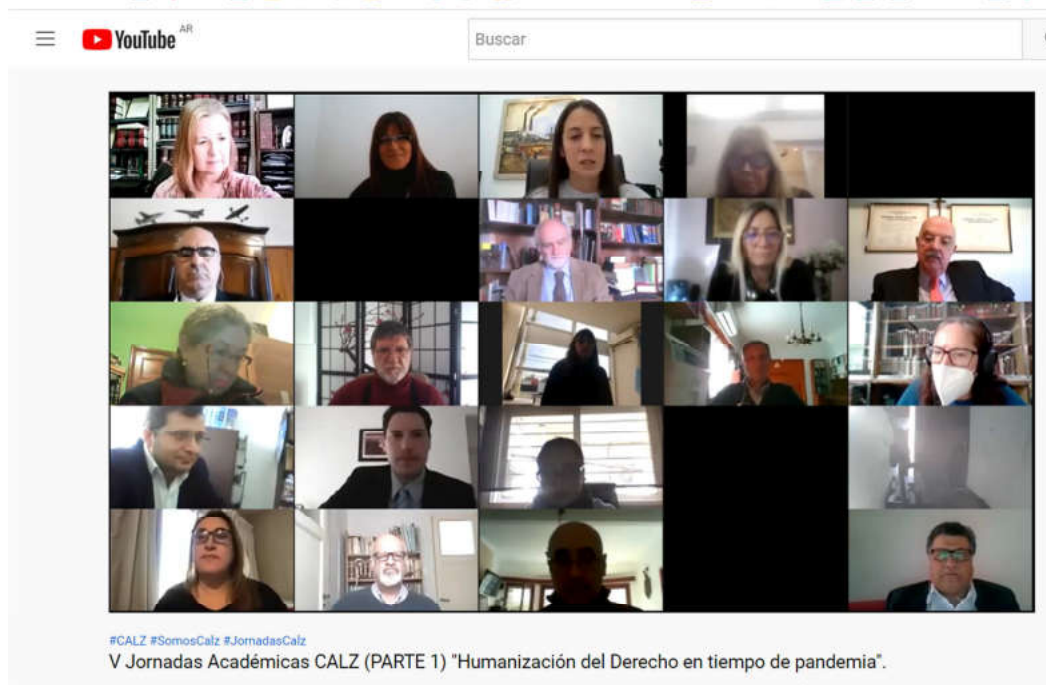 YouTube AR
Buscar
#CALZ #SomosCalz #JornadasCalz
V Jornadas Académicas CALZ (PARTE 1) "Humanización del Derecho en tiempo de pandemia".